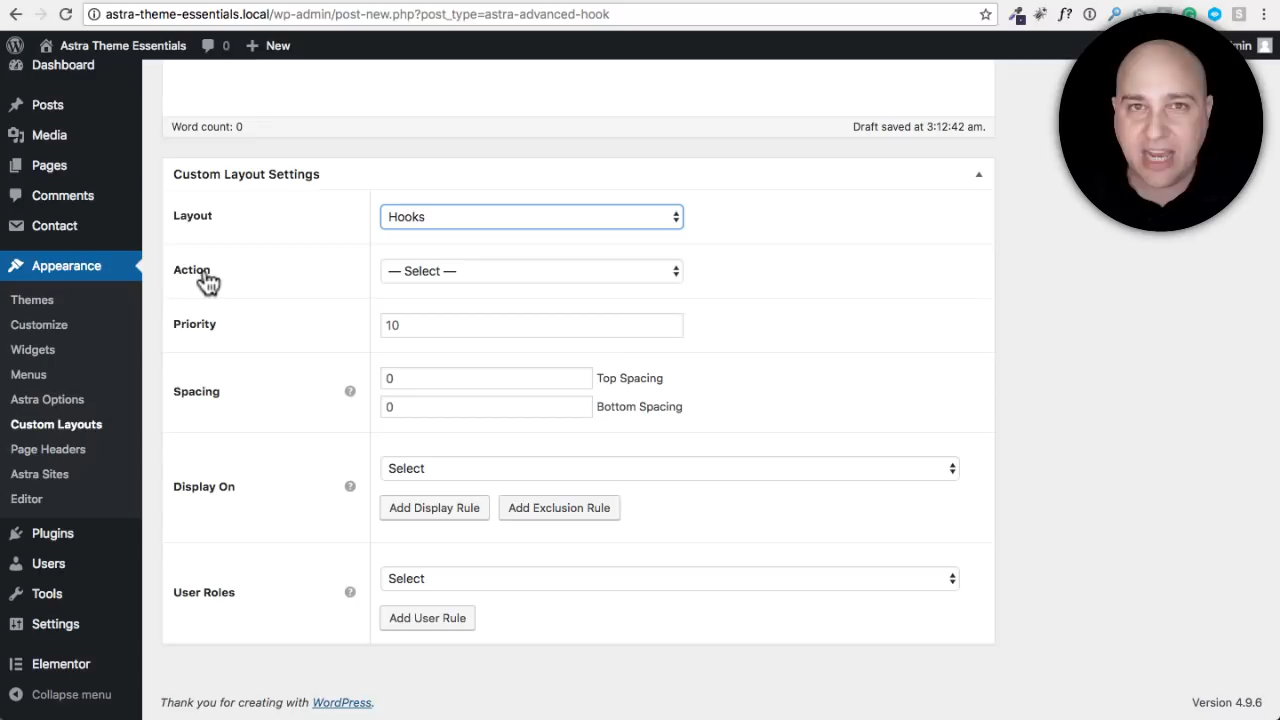 astra-theme-essentials.local/wp-admin/post-new.php?post_type=astra-advanced-hook
Astra Theme Essentials 0 + New
Dashboard
Posts
Media
Pages
Comments
Contact
Appearance
Themes
Customize
Widgets
Menus
Astra Options
Custom Layouts
Page Headers
Astra Sites
Editor
Plugins
Users
Tools
Settings
Elementor
Collapse menu
Word count: 0 Draft saved at 3:12:42 am.
Custom Layout Settings
Layout Hooks
Action — Select —
Priority 10
Spacing ? 0 Top Spacing
0 Bottom Spacing
Display On ? Select
Add Display Rule Add Exclusion Rule
User Roles ? Select
Add User Rule
Thank you for creating with WordPress. Version 4.9.6